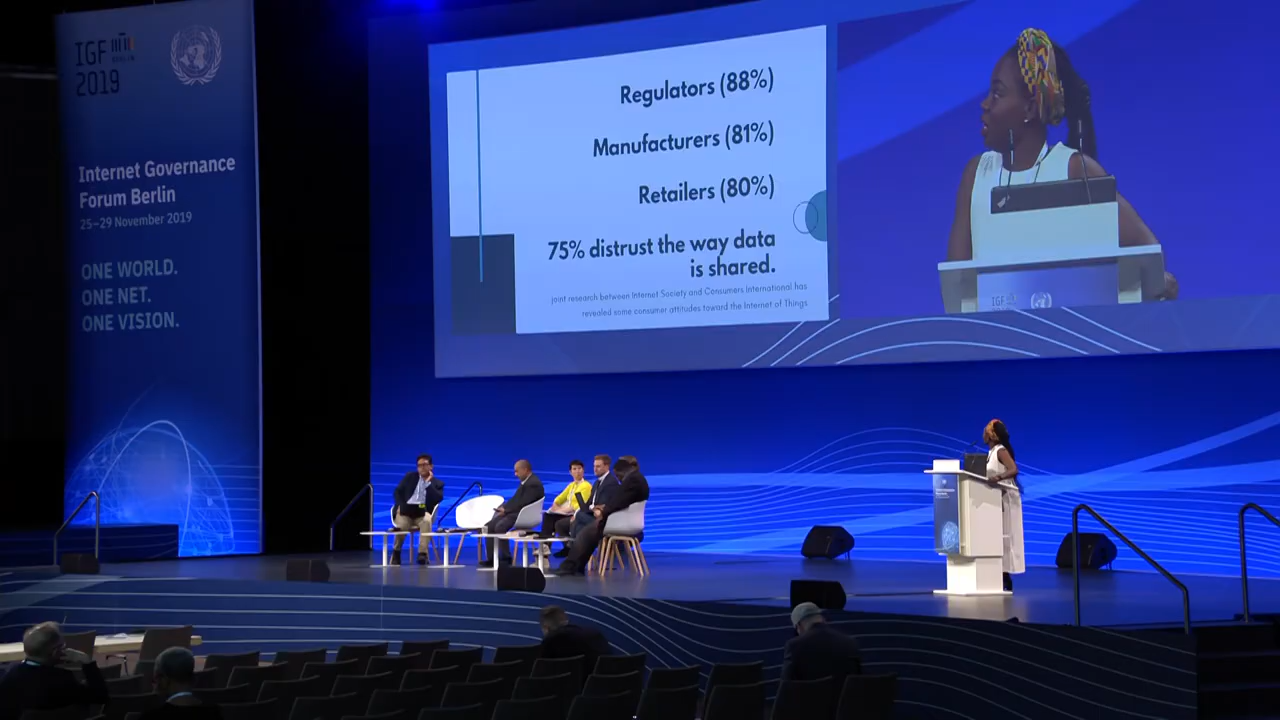 IGF
BERLIN
2019
Internet Governance
Forum Berlin
25–29 November 2019
ONE WORLD.
ONE NET.
ONE VISION.
Regulators (88%)
Manufacturers (81%)
Retailers (80%)
75% distrust the way data
is shared.
joint research between Internet Society and Consumers International has
revealed some consumer attitudes toward the Internet of Things
IGF